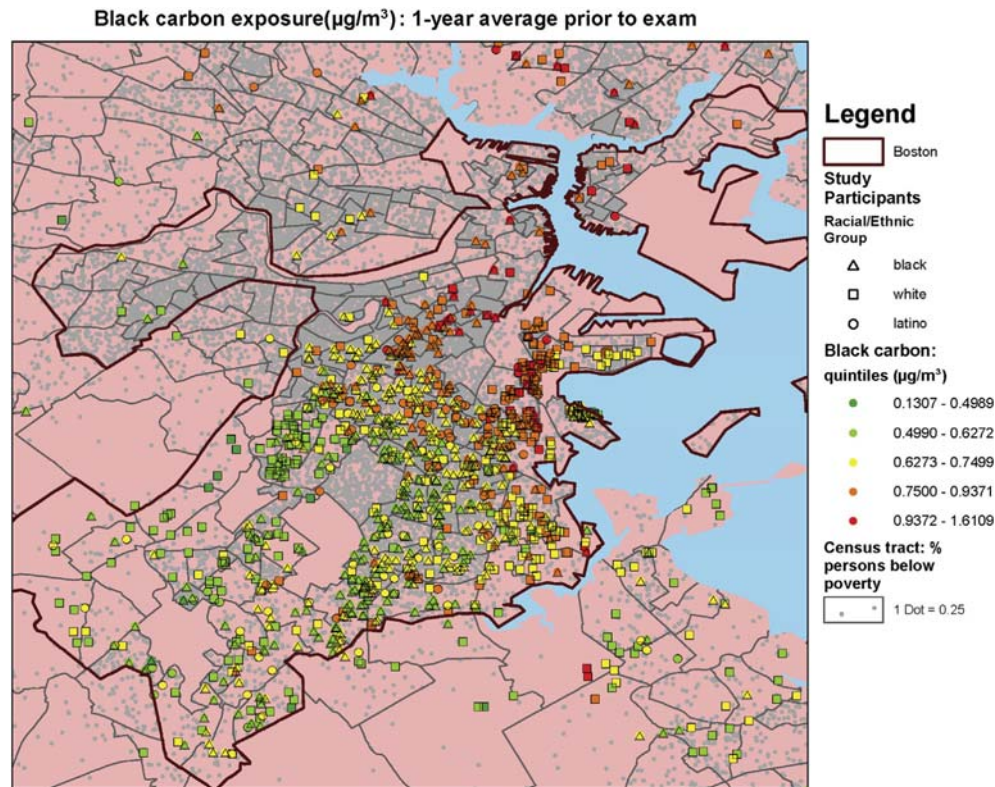 Black carbon exposure(µg/m³): 1-year average prior to exam
Legend
Boston
Study
Participants
Racial/Ethnic
Group
black
white
latino
Black carbon:
quintiles (µg/m³)
0.1307 - 0.4989
0.4990 - 0.6272
0.6273 - 0.7499
0.7500 - 0.9371
0.9372 - 1.6109
Census tract: %
persons below
poverty
1 Dot = 0.25